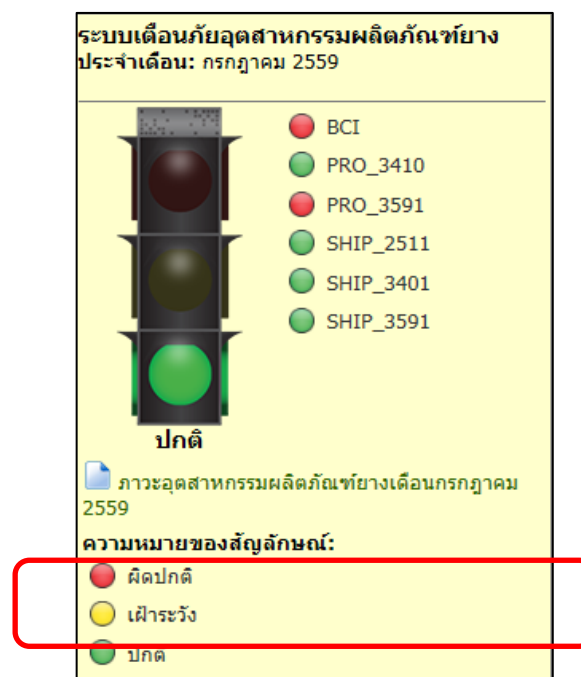 ระบบเตือนภัยอุตสาหกรรมผลิตภัณฑ์ยาง
ประจำเดือน: กรกฎาคม 2559
BCI
PRO_3410
PRO_3591
SHIP_2511
SHIP_3401
SHIP_3591
ปกติ
ภาวะอุตสาหกรรมผลิตภัณฑ์ยางเดือนกรกฎาคม
2559
ความหมายของสัญลักษณ์:
ผิดปกติ
เฝ้าระวัง
ปกติ